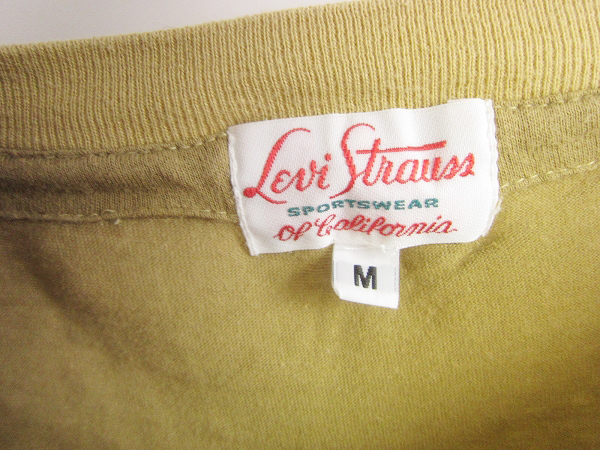 Levi Strauss
SPORTSWEAR
of California
M